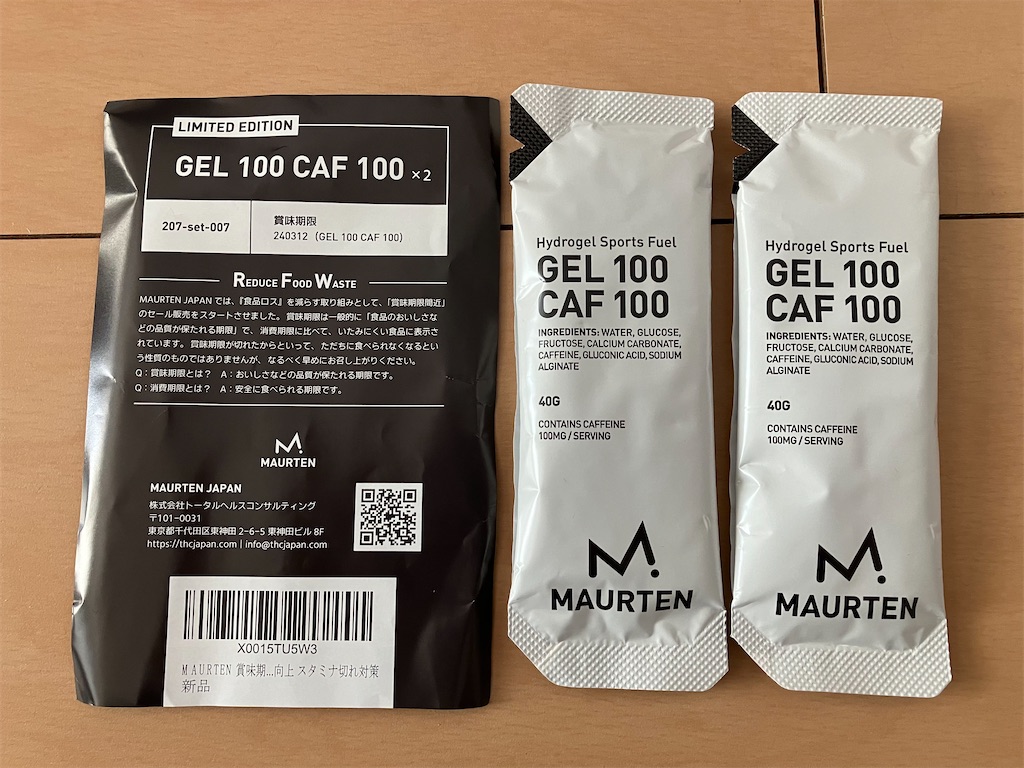 LIMITED EDITION
GEL 100 CAF 100 ×2
207-set-007
賞味期限
240312（GEL 100 CAF 100）
REDUCE FOOD WASTE
MAURTEN JAPAN では、『食品ロス』を減らす取り組みとして、「賞味期限間近」
のセール販売をスタートさせました。賞味期限は一般的に「食品のおいしさな
どの品質が保たれる期限」で、消費期限に比べて、いたみにくい食品に表示さ
れています。賞味期限が切れたからといって、ただちに食べられなくなるとい
う性質のものではありませんが、なるべく早めにお召し上がりください。
Q：賞味期限とは？ A：おいしさなどの品質が保たれる期限です。
Q：消費期限とは？ A：安全に食べられる期限です。
MAURTEN
MAURTEN JAPAN
株式会社トータルヘルスコンサルティング
〒101-0031
東京都千代田区東神田 2-6-5 東神田ビル 8F
https://thcjapan.com | info@thcjapan.com
X0015TU5W3
MAURTEN 賞味期...向上 スタミナ切れ対策
新品
Hydrogel Sports Fuel
GEL 100
CAF 100
INGREDIENTS: WATER, GLUCOSE,
FRUCTOSE, CALCIUM CARBONATE,
CAFFEINE, GLUCONIC ACID, SODIUM
ALGINATE
40G
CONTAINS CAFFEINE
100MG / SERVING
MAURTEN
Hydrogel Sports Fuel
GEL 100
CAF 100
INGREDIENTS: WATER, GLUCOSE,
FRUCTOSE, CALCIUM CARBONATE,
CAFFEINE, GLUCONIC ACID, SODIUM
ALGINATE
40G
CONTAINS CAFFEINE
100MG / SERVING
MAURTEN